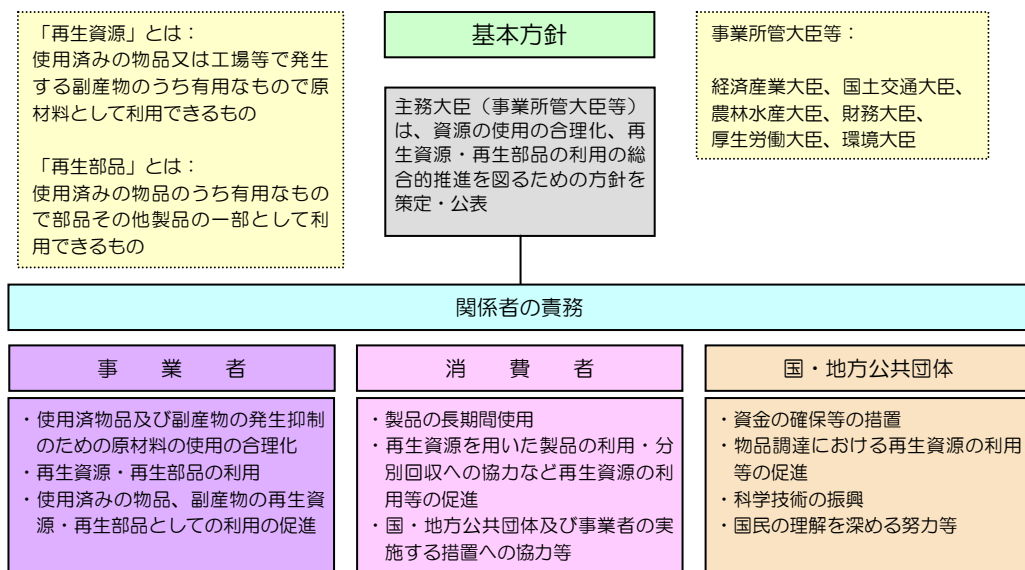 「再生資源」とは：
使用済みの物品又は工場等で発生
する副産物のうち有用なもので原
材料として利用できるもの
「再生部品」とは：
使用済みの物品のうち有用なもの
で部品その他製品の一部として利
用できるもの
基本方針
主務大臣（事業所管大臣等）
は、資源の使用の合理化、再
生資源・再生部品の利用の総
合的推進を図るための方針を
策定・公表
事業所管大臣等：
経済産業大臣、国土交通大臣、
農林水産大臣、財務大臣、
厚生労働大臣、環境大臣
関係者の責務
事　業　者
・使用済物品及び副産物の発生抑制
のための原材料の使用の合理化
・再生資源・再生部品の利用
・使用済みの物品、副産物の再生資
源・再生部品としての利用の促進
消　費　者
・製品の長期間使用
・再生資源を用いた製品の利用・分
別回収への協力など再生資源の利
用等の促進
・国・地方公共団体及び事業者の実
施する措置への協力等
国・地方公共団体
・資金の確保等の措置
・物品調達における再生資源の利用
等の促進
・科学技術の振興
・国民の理解を深める努力等